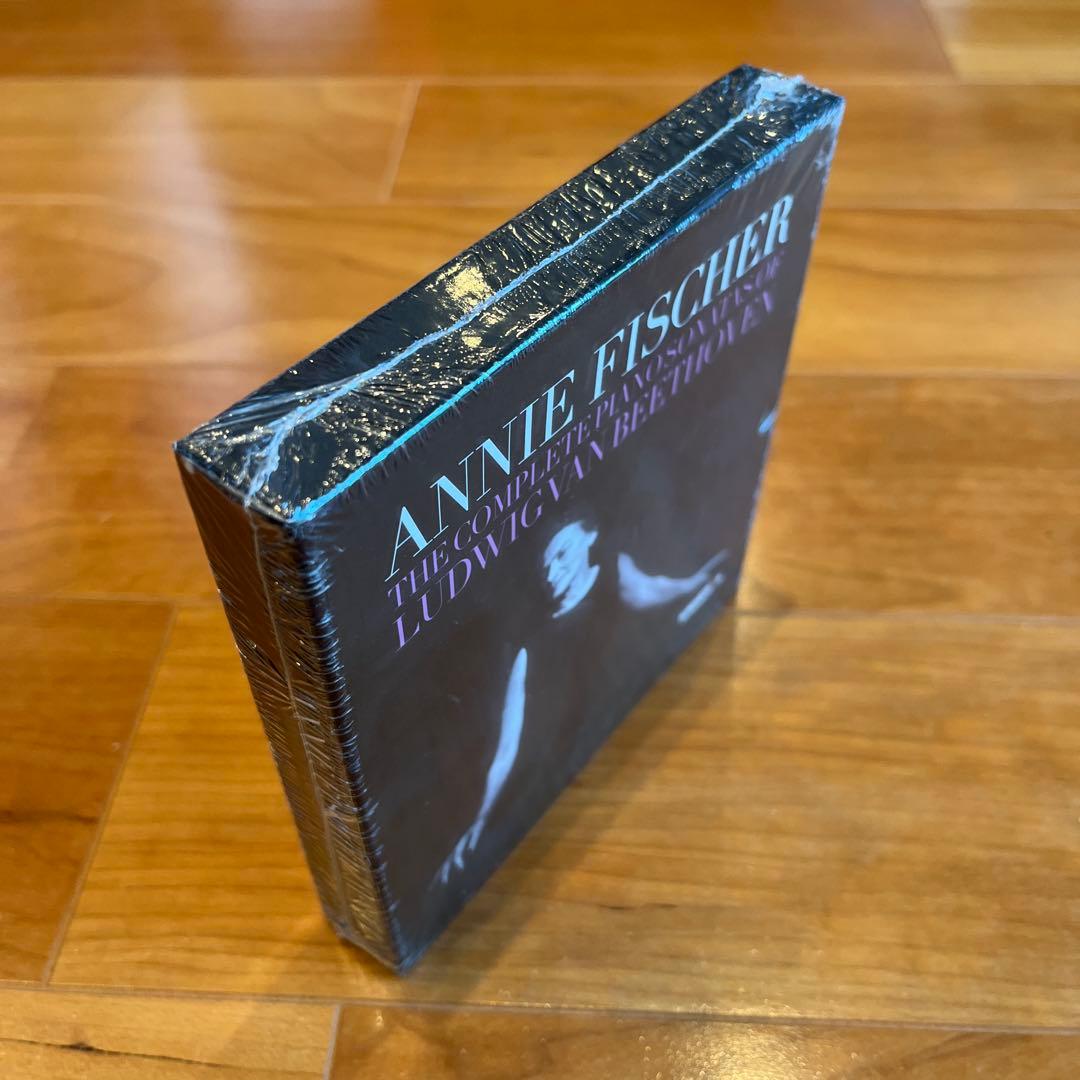 ANNIE FISCHER
THE COMPLETE PIANO SONATAS OF
LUDWIG VAN BEETHOVEN